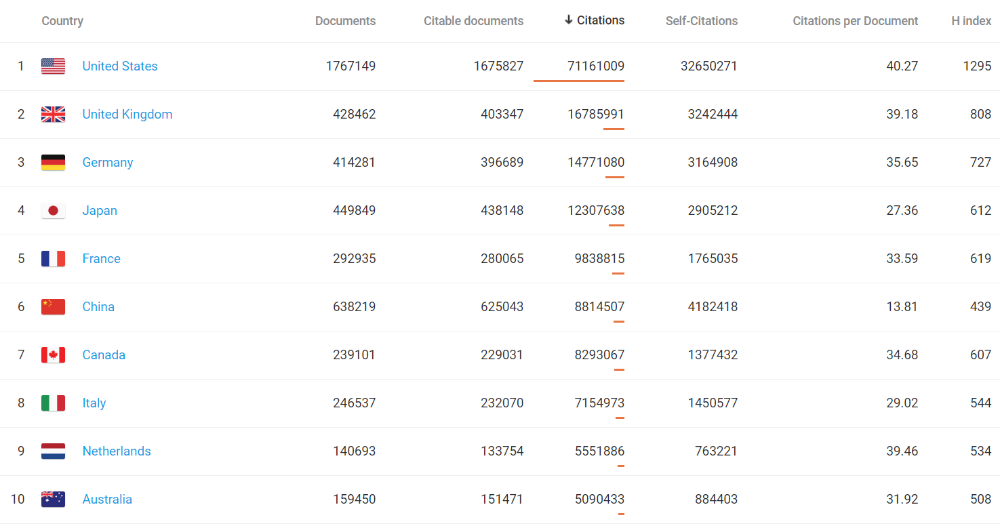 Country Documents Citable documents ↓ Citations Self-Citations Citations per Document H index
1 United States 1767149 1675827 71161009 32650271 40.27 1295
2 United Kingdom 428462 403347 16785991 3242444 39.18 808
3 Germany 414281 396689 14771080 3164908 35.65 727
4 Japan 449849 438148 12307638 2905212 27.36 612
5 France 292935 280065 9838815 1765035 33.59 619
6 China 638219 625043 8814507 4182418 13.81 439
7 Canada 239101 229031 8293067 1377432 34.68 607
8 Italy 246537 232070 7154973 1450577 29.02 544
9 Netherlands 140693 133754 5551886 763221 39.46 534
10 Australia 159450 151471 5090433 884403 31.92 508